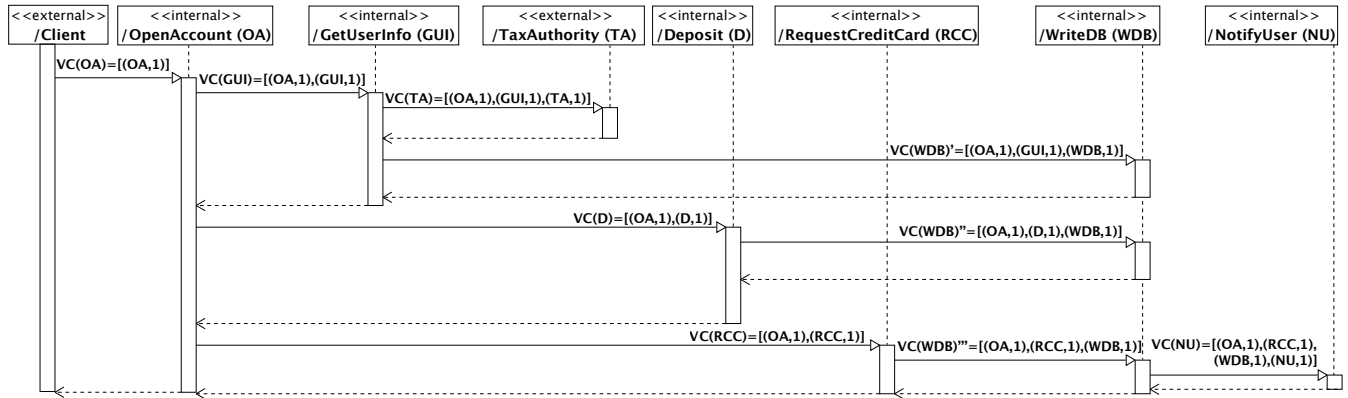 <<external>>
/Client
<<internal>>
/OpenAccount (OA)
<<internal>>
/GetUserInfo (GUI)
<<external>>
/TaxAuthority (TA)
<<internal>>
/Deposit (D)
<<internal>>
/RequestCreditCard (RCC)
<<internal>>
/WriteDB (WDB)
<<internal>>
/NotifyUser (NU)
VC(OA)=[(OA,1)]
VC(GUI)=[(OA,1),(GUI,1)]
VC(TA)=[(OA,1),(GUI,1),(TA,1)]
VC(WDB)'=[(OA,1),(GUI,1),(WDB,1)]
VC(D)=[(OA,1),(D,1)]
VC(WDB)''=[(OA,1),(D,1),(WDB,1)]
VC(RCC)=[(OA,1),(RCC,1)]
VC(WDB)'''=[(OA,1),(RCC,1),(WDB,1)]
VC(NU)=[(OA,1),(RCC,1),
(WDB,1),(NU,1)]